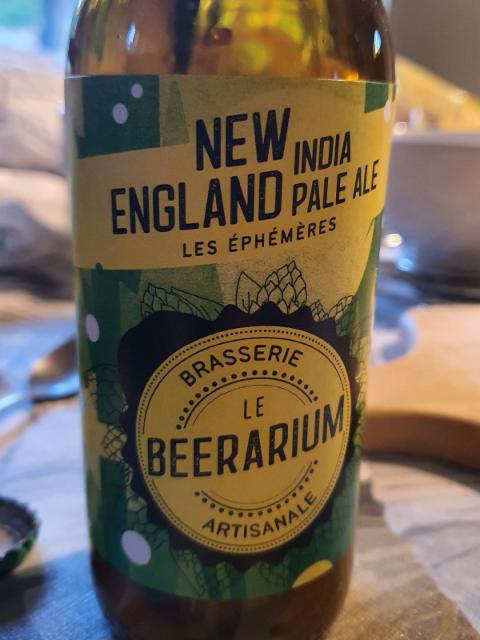 NEW INDIA
ENGLAND PALE ALE
LES ÉPHÉMÈRES
BRASSERIE
LE
BEERARIUM
ARTISANALE